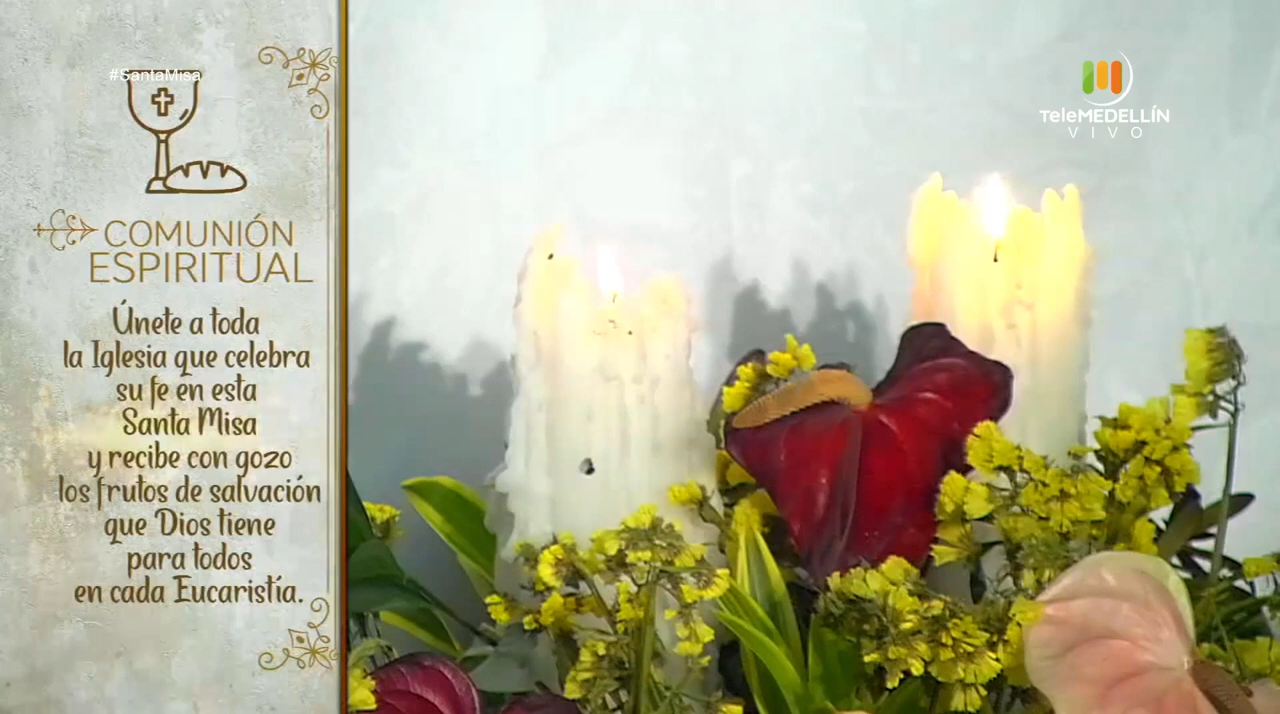 #SantaMisa
COMUNIÓN
ESPIRITUAL
Únete a toda
la Iglesia que celebra
su fe en esta
Santa Misa
y recibe con gozo
los frutos de salvación
que Dios tiene
para todos
en cada Eucaristía.
TeleMEDELLÍN
VIVO